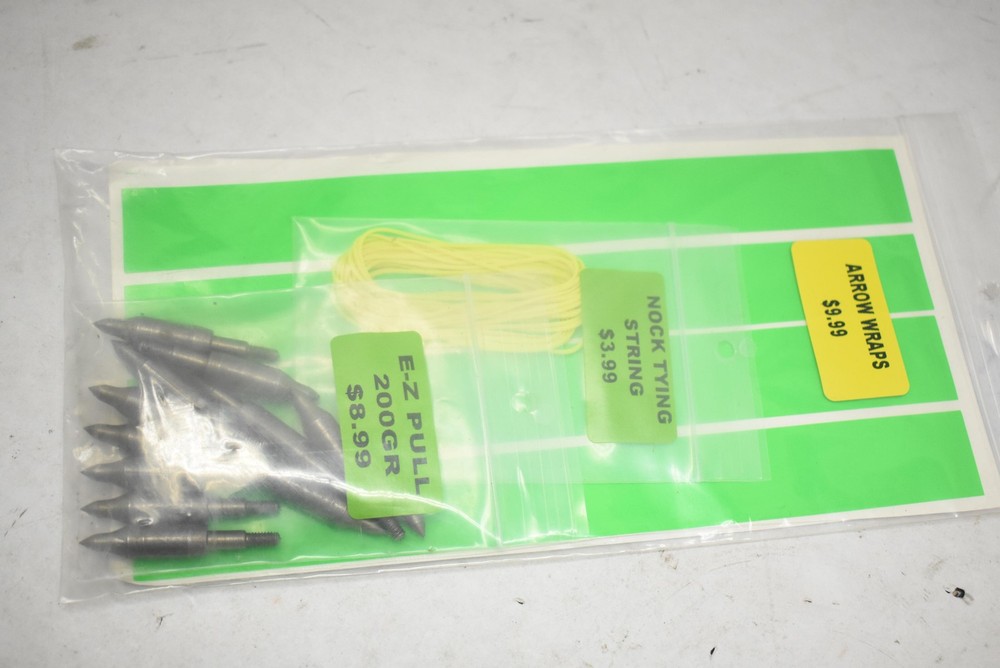 E-Z PULL
200GR
$8.99
NOCK TYING
STRING
$3.99
ARROW WRAPS
$9.99